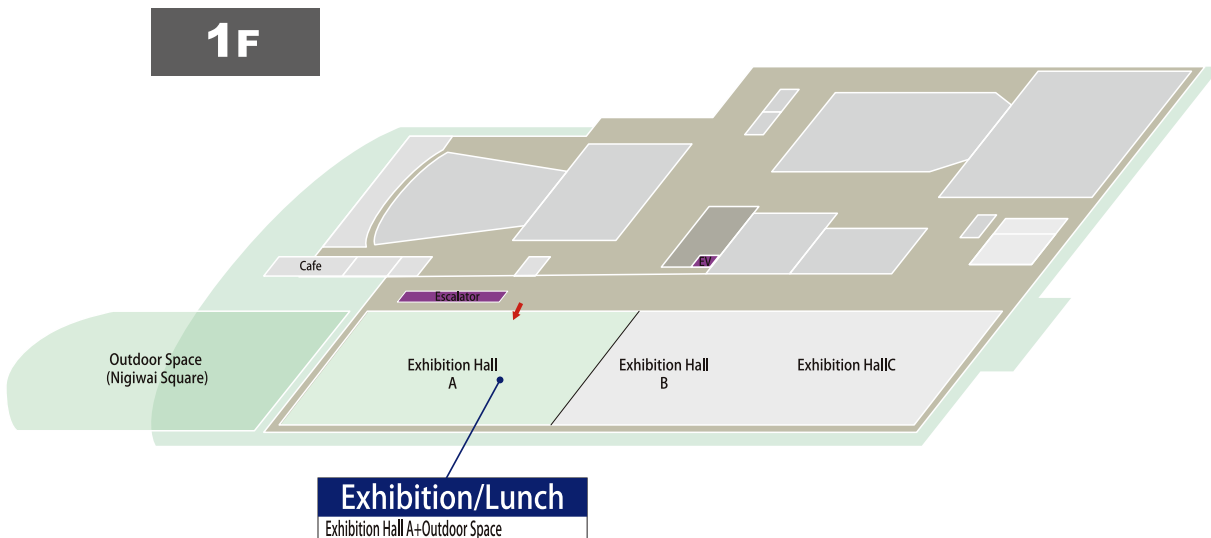 1F
Cafe
EV
Escalator
Outdoor Space
(Nigiwai Square)
Exhibition Hall
A
Exhibition Hall
B
Exhibition HallC
Exhibition/Lunch
Exhibition Hall A+Outdoor Space